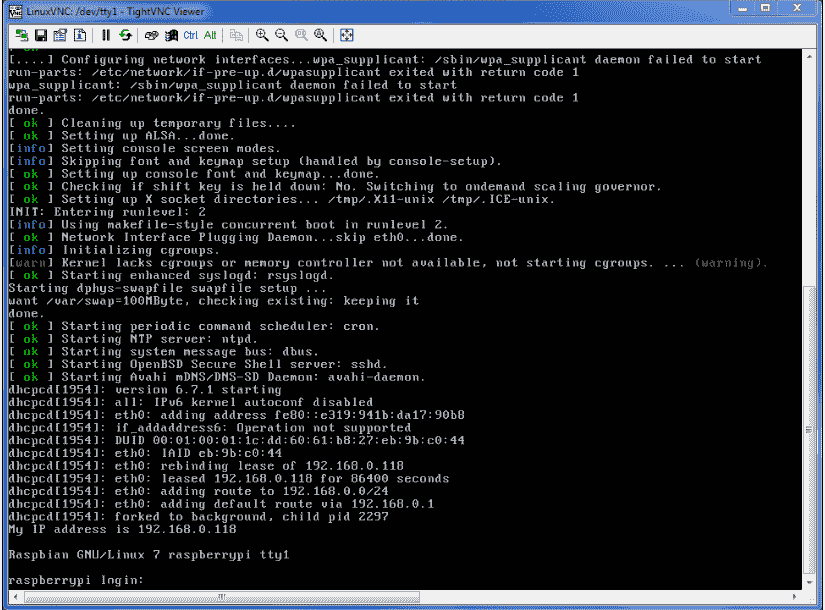 LinuxVNC: /dev/tty1 - TightVNC Viewer
Ctrl Alt
ok
[....] Configuring network interfaces...wpa_supplicant: /sbin/wpa_supplicant daemon failed to start
run-parts: /etc/network/if-pre-up.d/wpasupplicant exited with return code 1
wpa_supplicant: /sbin/wpa_supplicant daemon failed to start
run-parts: /etc/network/if-pre-up.d/wpasupplicant exited with return code 1
done.
[ ok ] Cleaning up temporary files....
[ ok ] Setting up ALSA...done.
[info] Setting console screen modes.
[info] Skipping font and keymap setup (handled by console-setup).
[ ok ] Setting up console font and keymap...done.
[ ok ] Checking if shift key is held down: No. Switching to ondemand scaling governor.
[ ok ] Setting up X socket directories... /tmp/.X11-unix /tmp/.ICE-unix.
INIT: Entering runlevel: 2
[info] Using makefile-style concurrent boot in runlevel 2.
[ ok ] Network Interface Plugging Daemon...skip eth0...done.
[info] Initializing cgroups.
[warn] Kernel lacks cgroups or memory controller not available, not starting cgroups. ... (warning).
[ ok ] Starting enhanced syslogd: rsyslogd.
Starting dphys-swapfile swapfile setup ...
want /var/swap=100MByte, checking existing: keeping it
done.
[ ok ] Starting periodic command scheduler: cron.
[ ok ] Starting NTP server: ntpd.
[ ok ] Starting system message bus: dbus.
[ ok ] Starting OpenBSD Secure Shell server: sshd.
[ ok ] Starting Avahi mDNS/DNS-SD Daemon: avahi-daemon.
dhcpcd[1954]: version 6.7.1 starting
dhcpcd[1954]: all: IPv6 kernel autoconf disabled
dhcpcd[1954]: eth0: adding address fe80::e319:941b:da17:90b8
dhcpcd[1954]: if_addaddress6: Operation not supported
dhcpcd[1954]: DUID 00:01:00:01:1c:dd:60:61:b8:27:eb:9b:c0:44
dhcpcd[1954]: eth0: IAID eb:9b:c0:44
dhcpcd[1954]: eth0: rebinding lease of 192.168.0.118
dhcpcd[1954]: eth0: leased 192.168.0.118 for 86400 seconds
dhcpcd[1954]: eth0: adding route to 192.168.0.0/24
dhcpcd[1954]: eth0: adding default route via 192.168.0.1
dhcpcd[1954]: forked to background, child pid 2297
My IP address is 192.168.0.118
Raspbian GNU/Linux 7 raspberrypi tty1
raspberrypi login: